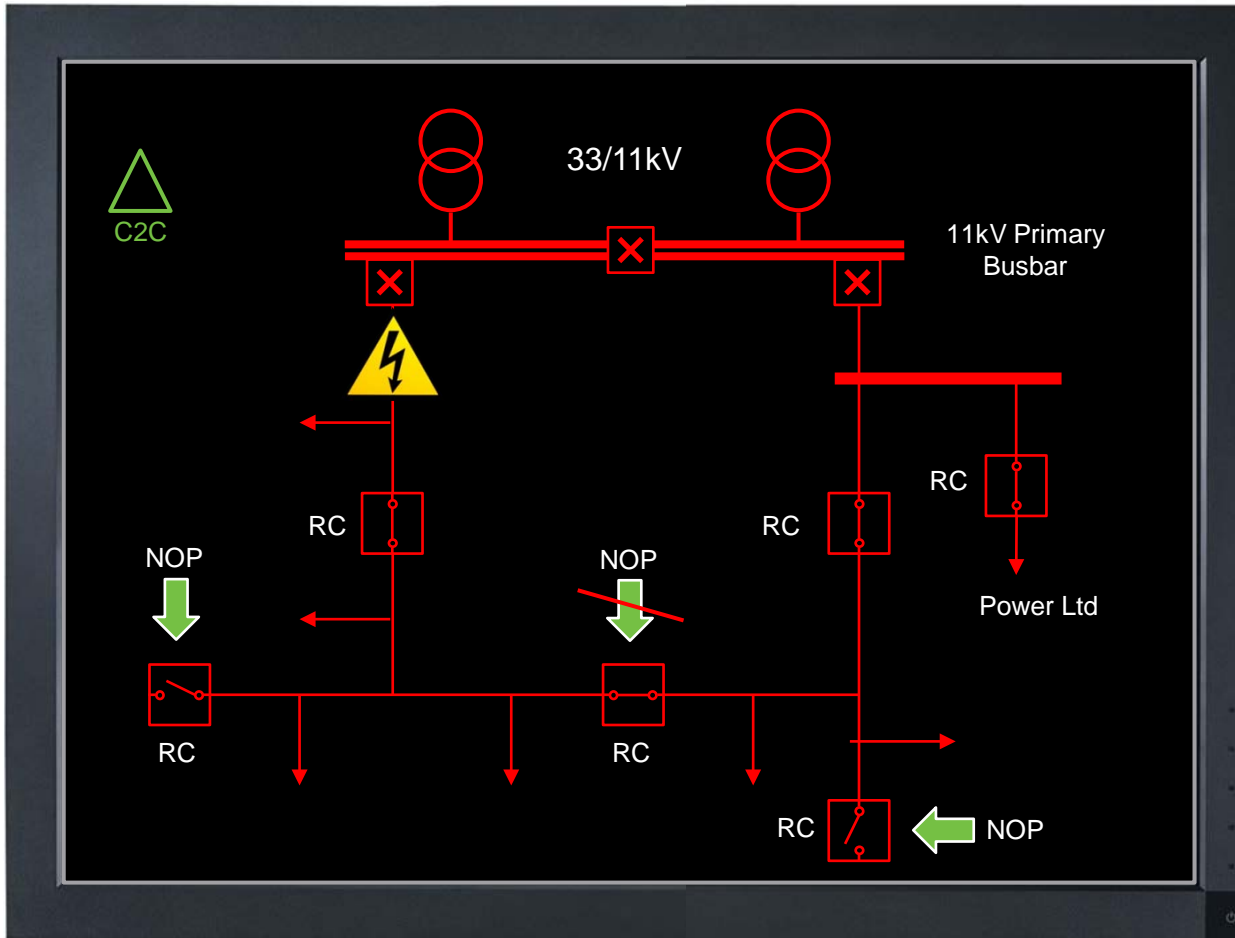 33/11kV
C2C
11kV Primary
Busbar
RC
RC
RC
NOP
NOP
Power Ltd
RC
RC
RC
NOP